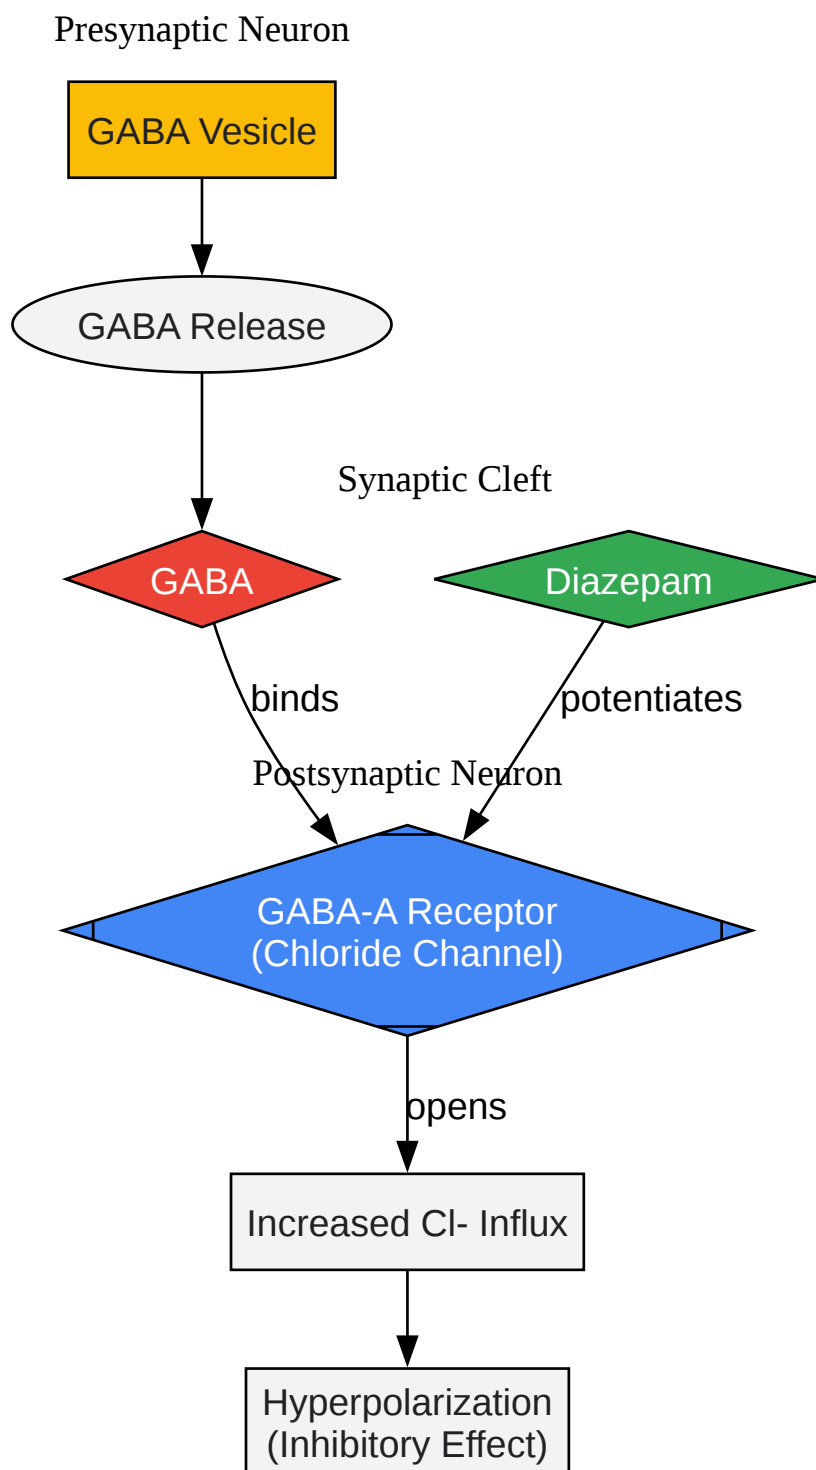 Presynaptic Neuron
GABA Vesicle
GABA Release
Synaptic Cleft
GABA
Diazepam
binds
potentiates
Postsynaptic Neuron
GABA-A Receptor
(Chloride Channel)
opens
Increased Cl- Influx
Hyperpolarization
(Inhibitory Effect)